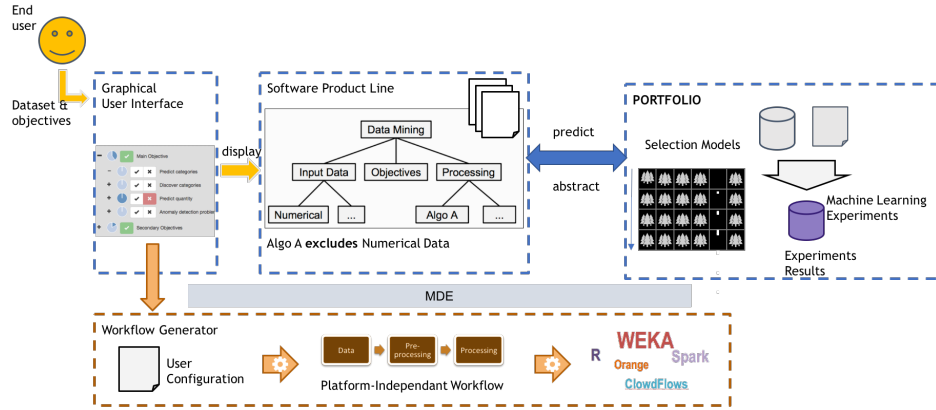 End
user
Dataset &
objectives
Graphical
User Interface
Main Objective
Predict categories
Discover categories
Predict quantity
Anomaly detection problem
Secondary Objectives
display
Software Product Line
Data Mining
Input Data
Objectives
Processing
Numerical
...
Algo A
...
Algo A excludes Numerical Data
predict
abstract
PORTFOLIO
Selection Models
Machine Learning
Experiments
Experiments
Results
MDE
Workflow Generator
User
Configuration
Data
Pre-
processing
Processing
Platform-Independant Workflow
R
WEKA
Orange
Spark
ClowdFlows